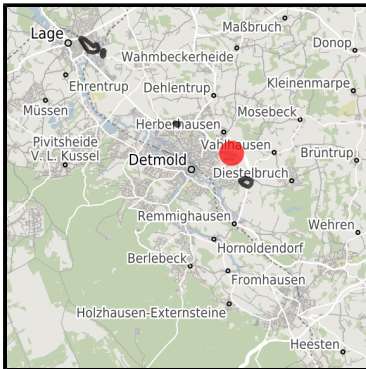 Maßbruch
Lage
Donop
Wahmbeckerheide
Ehrentrup
Dehlentrup
Kleinenmarpe
Müssen
Mosebeck
Herberhausen
Pivitsheide
V. L. Kussel
Vahlhausen
Brüntrup
Detmold
Diestelbruch
Remmighausen
Wehren
Hornoldendorf
Berlebeck
Fromhausen
Holzhausen-Externsteine
Heesten